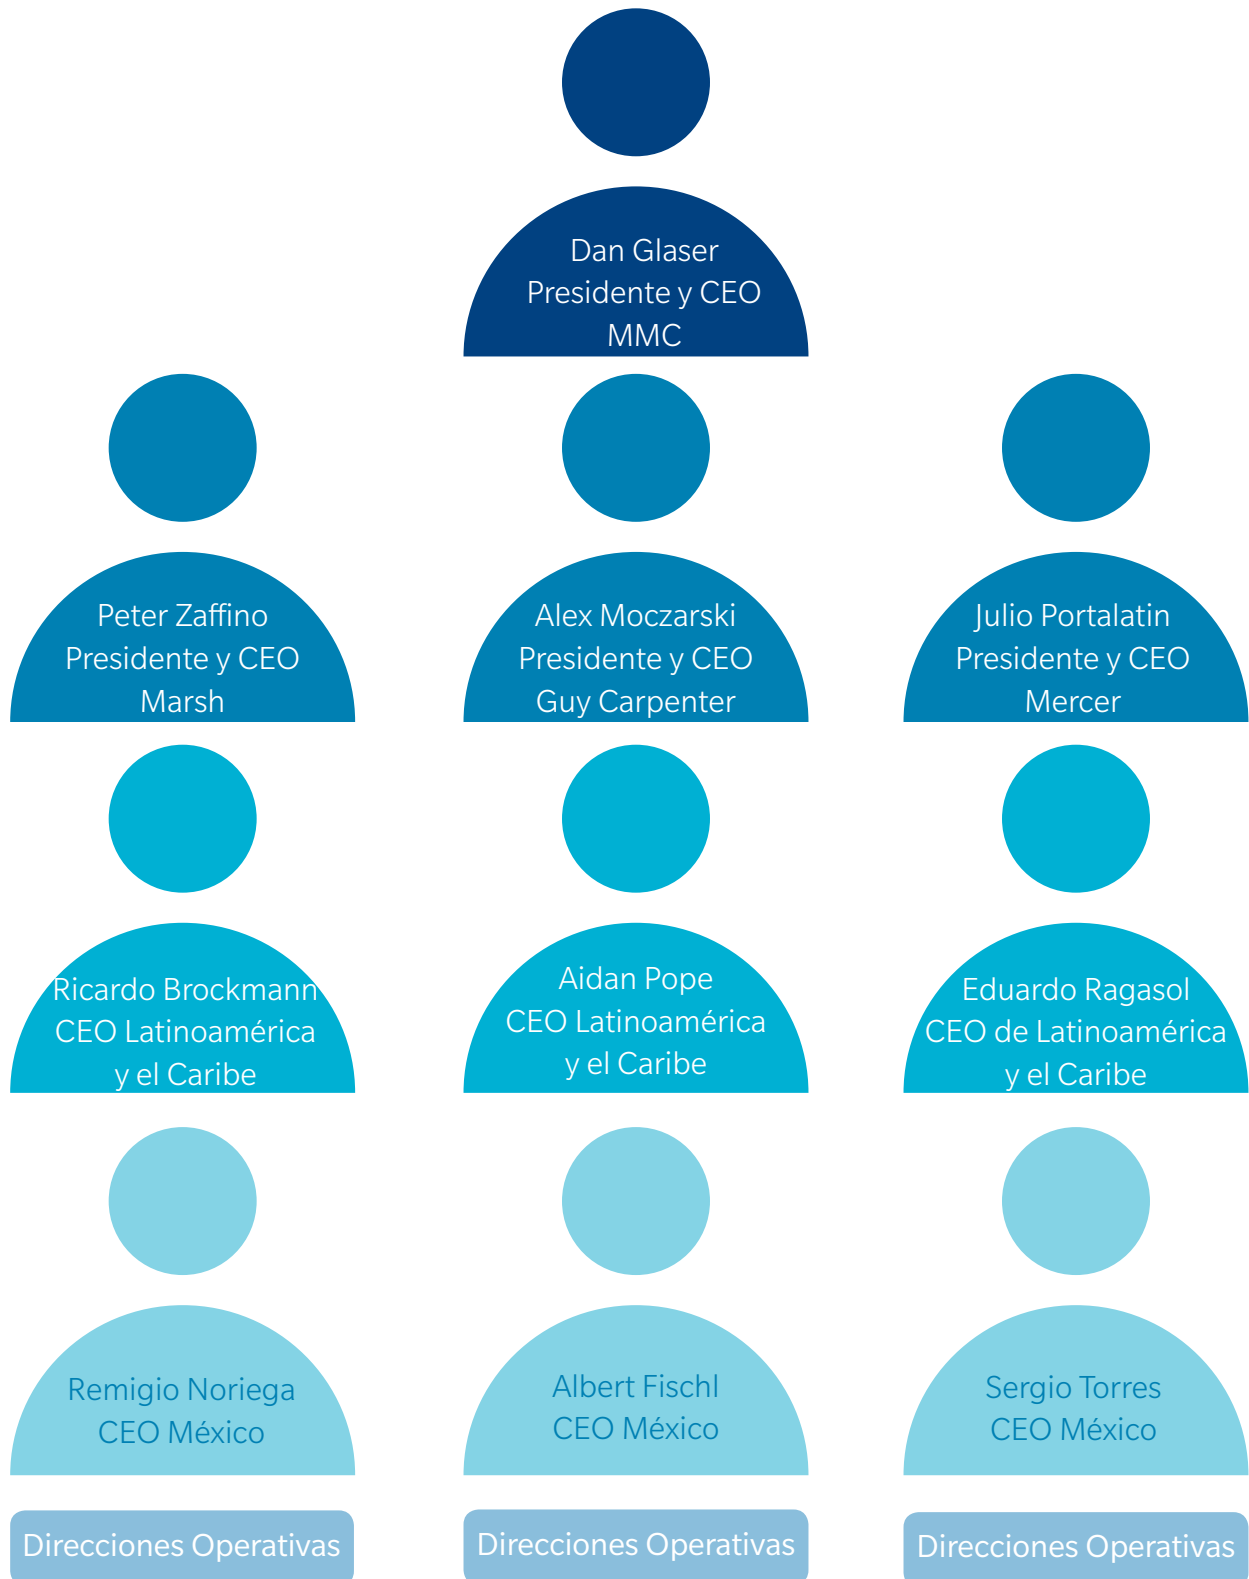 Dan Glaser
Presidente y CEO
MMC
Peter Zaffino
Presidente y CEO
Marsh
Alex Moczarski
Presidente y CEO
Guy Carpenter
Julio Portalatin
Presidente y CEO
Mercer
Ricardo Brockmann
CEO Latinoamérica
y el Caribe
Aidan Pope
CEO Latinoamérica
y el Caribe
Eduardo Ragasol
CEO de Latinoamérica
y el Caribe
Remigio Noriega
CEO México
Albert Fischl
CEO México
Sergio Torres
CEO México
Direcciones Operativas
Direcciones Operativas
Direcciones Operativas